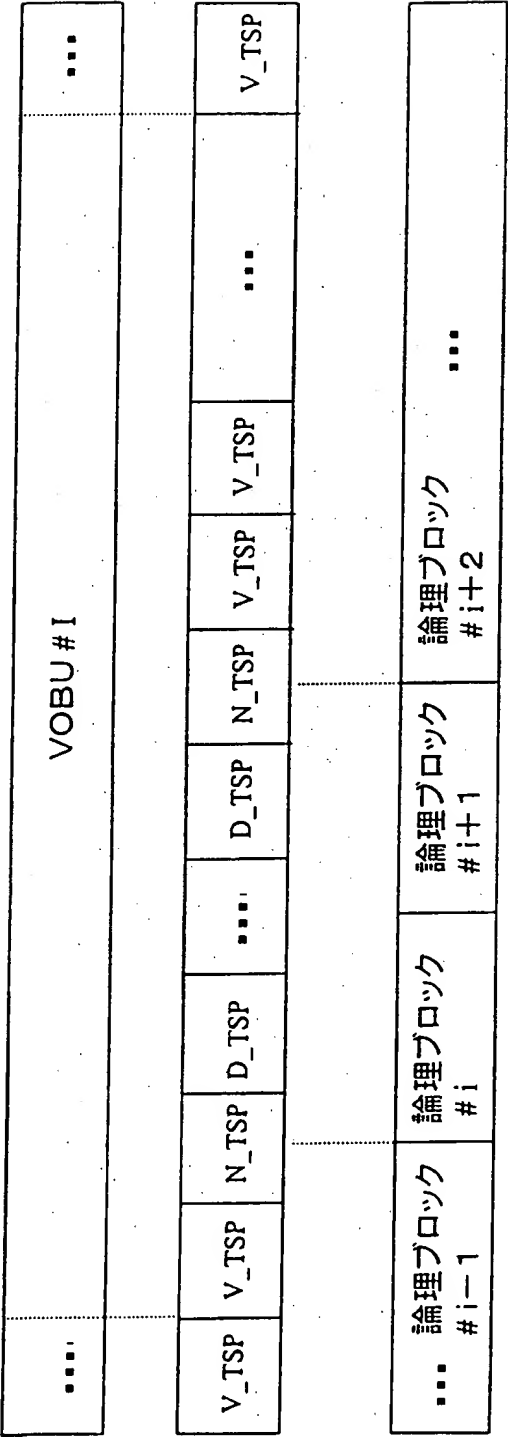 ... VOBU#I ...
V_TSP V_TSP N_TSP D_TSP ... D_TSP N_TSP V_TSP V_TSP ... V_TSP
... 論理ブロック
#i−1
論理ブロック
#i
論理ブロック
#i+1
論理ブロック
#i+2
...